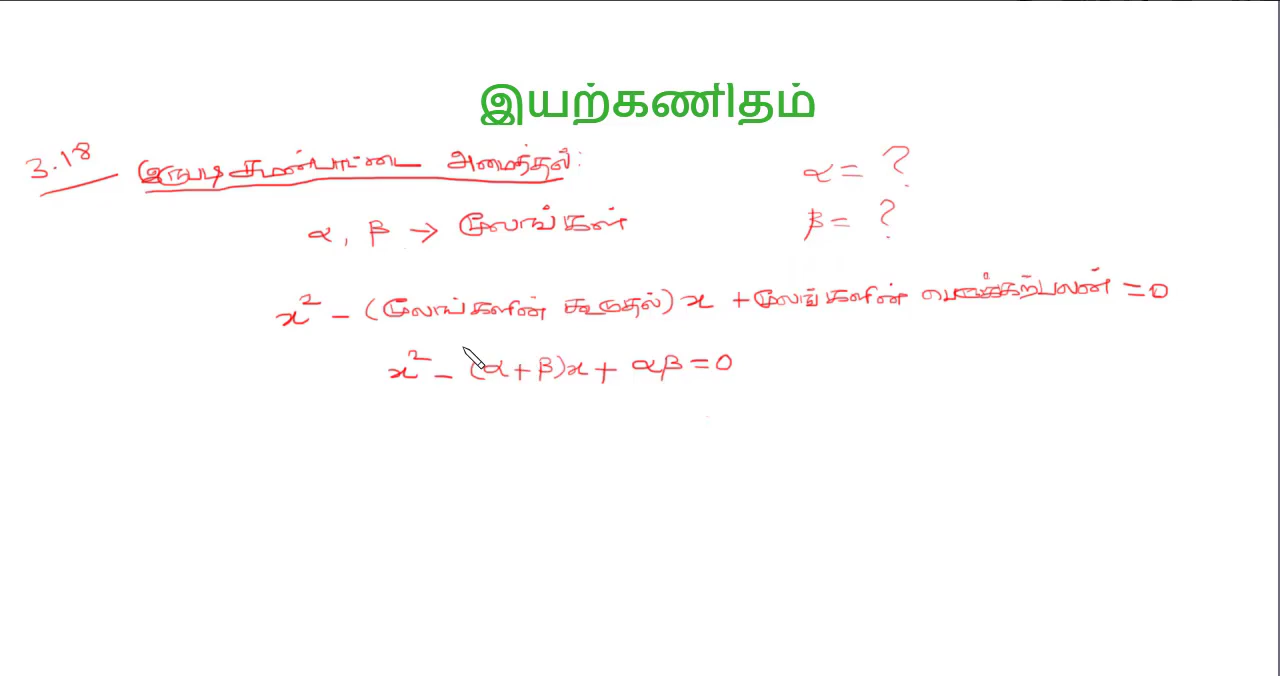 இயற்கணிதம்
3.18 இருபடி சமன்பாட்டை அமைத்தல்:
α = ?
α, β → மூலங்கள்
β = ?
x² - (மூலங்களின் கூடுதல்) x + மூலங்களின் பெருக்கற்பலன் = 0
x² - (α + β)x + αβ = 0